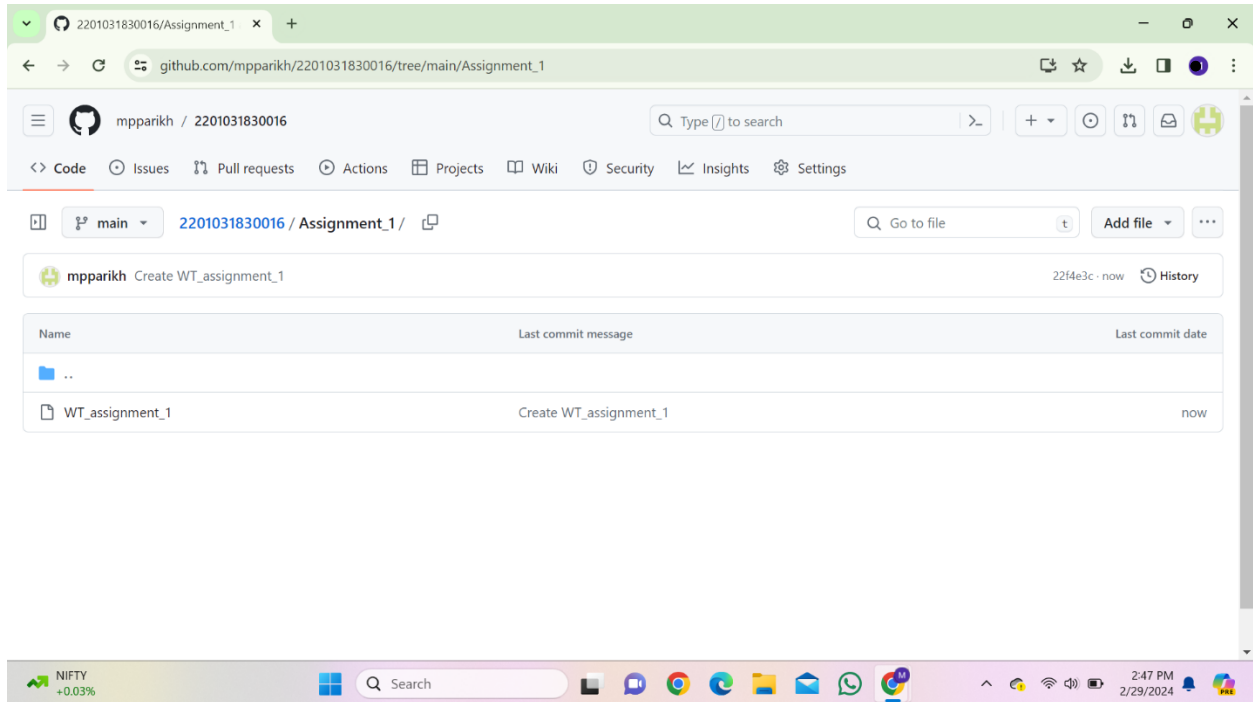 2201031830016/Assignment_1
github.com/mpparikh/2201031830016/tree/main/Assignment_1
mpparikh / 2201031830016
Type / to search
Code Issues Pull requests Actions Projects Wiki Security Insights Settings
main 2201031830016 / Assignment_1 / Go to file t Add file
mpparikh Create WT_assignment_1 22f4e3c · now History
Name Last commit message Last commit date
..
WT_assignment_1 Create WT_assignment_1 now
NIFTY
+0.03%
Search
M
PRE
2:47 PM
2/29/2024